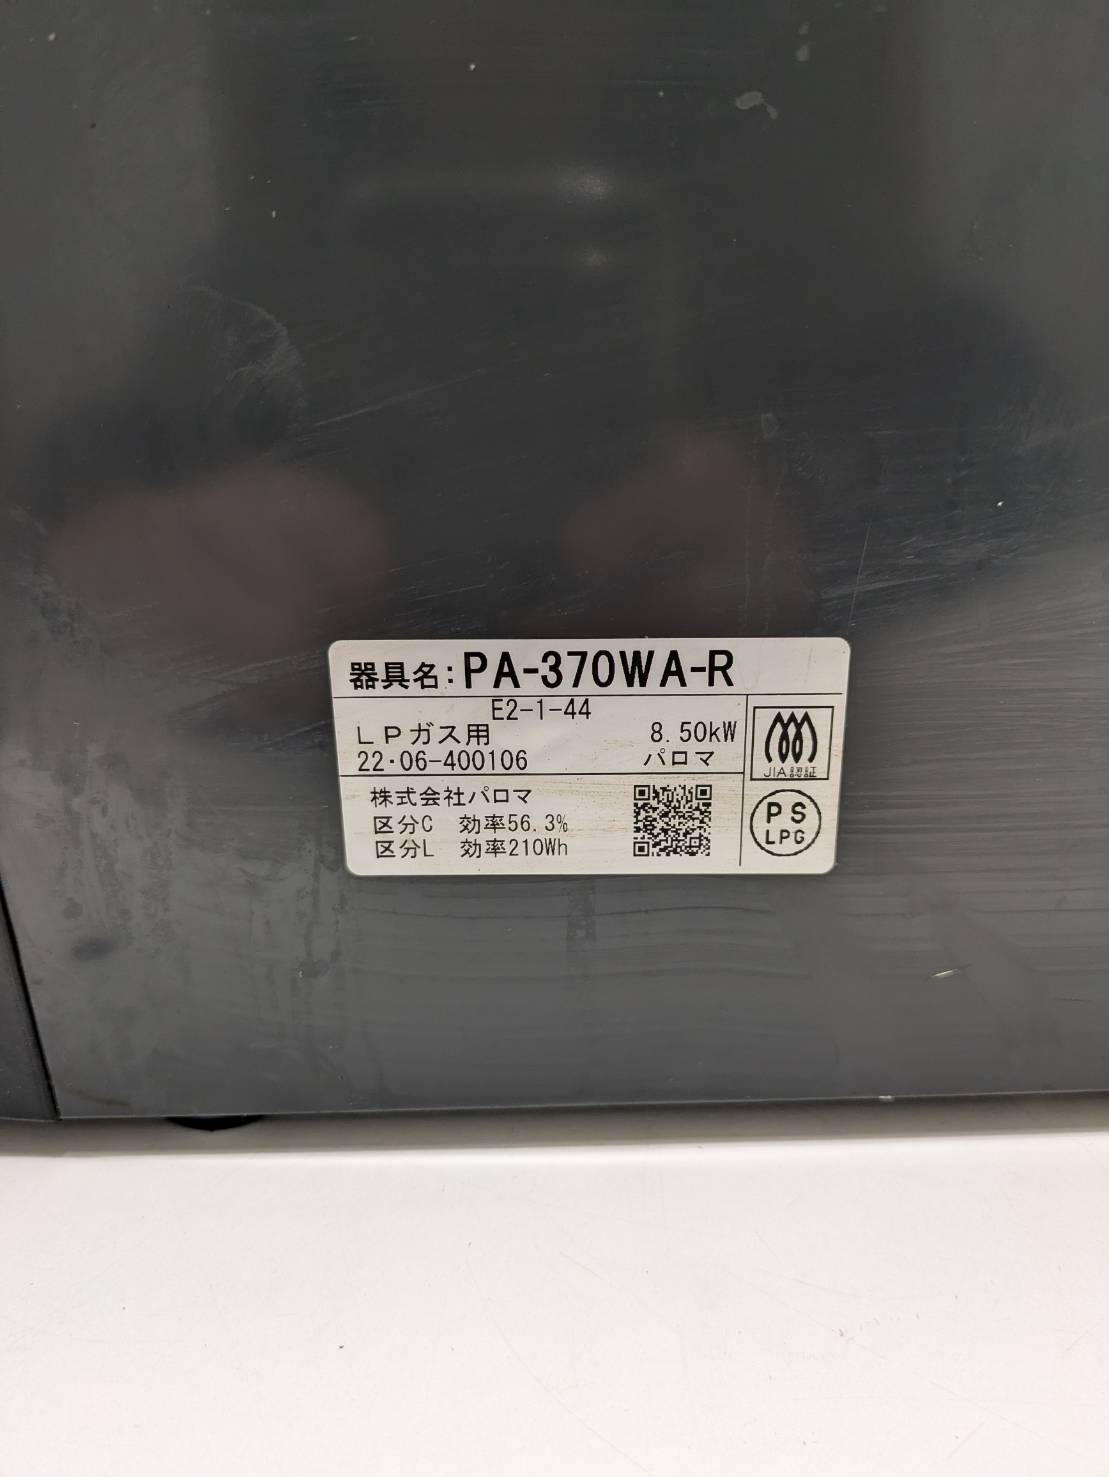 器具名:PA-370WA-R
E2-1-44
LPガス用 8.50kW
22・06-400106 パロマ
JIA認証
株式会社パロマ
区分C 効率56.3%
区分L 効率210Wh
PS
LPG